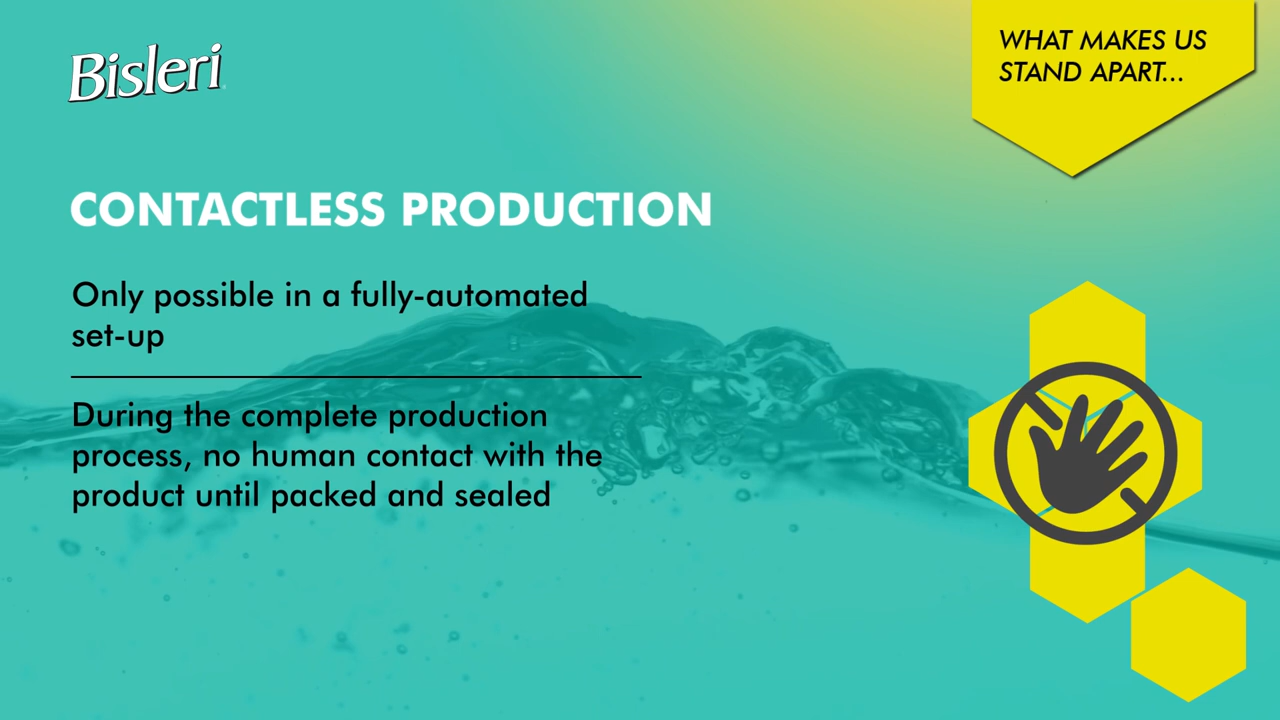 Bisleri
WHAT MAKES US
STAND APART...
CONTACTLESS PRODUCTION
Only possible in a fully-automated
set-up
During the complete production
process, no human contact with the
product until packed and sealed